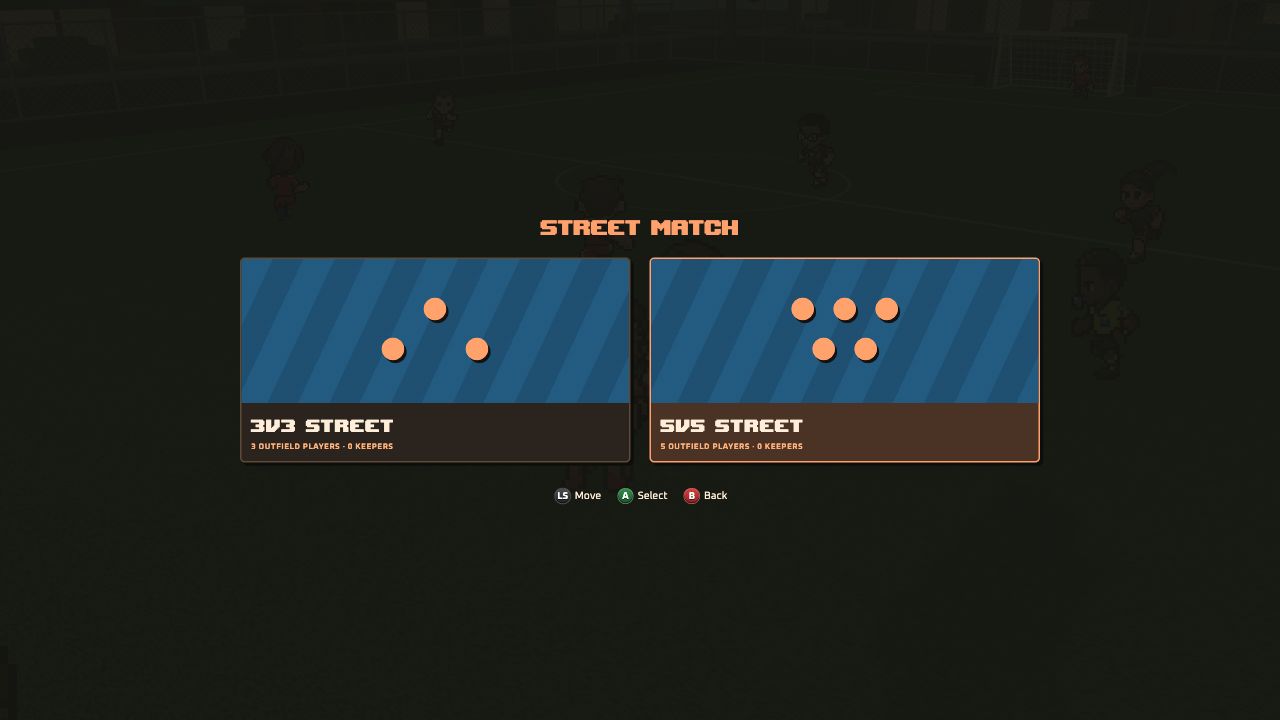 STREET MATCH
3V3 STREET
3 OUTFIELD PLAYERS · 0 KEEPERS
5V5 STREET
5 OUTFIELD PLAYERS · 0 KEEPERS
LS Move A Select B Back